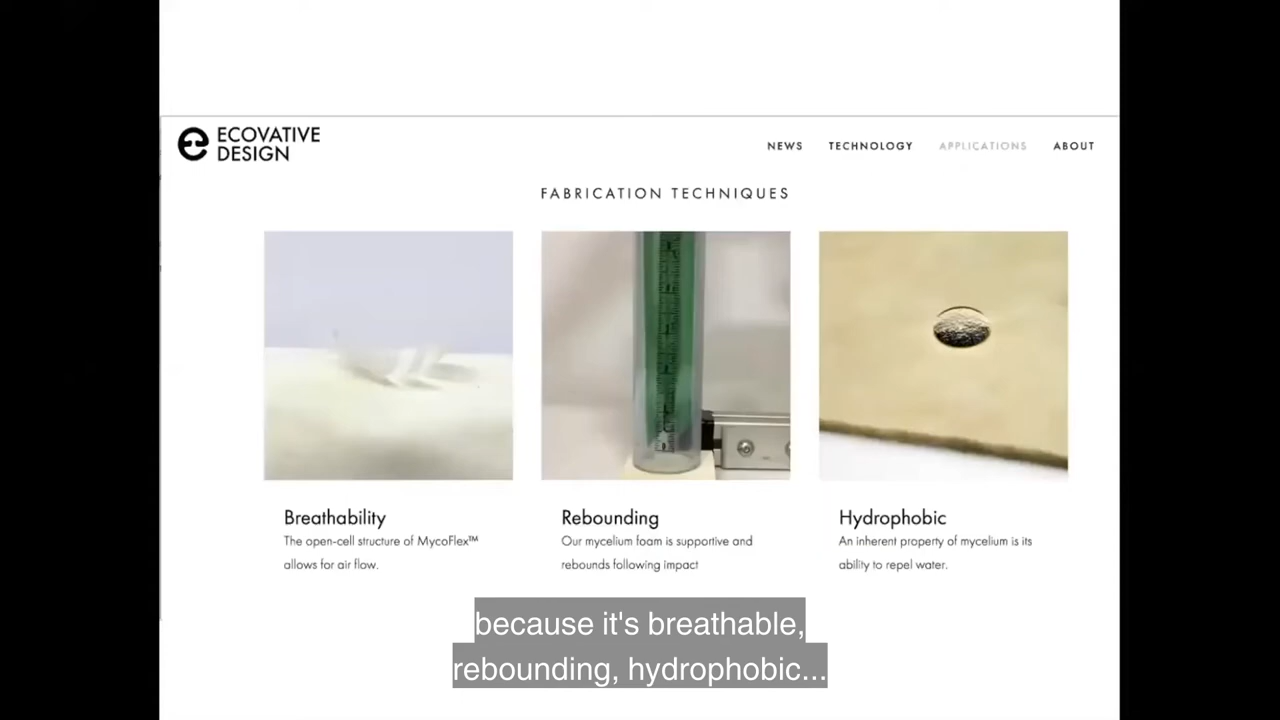 ECOVATIVE
DESIGN
NEWS TECHNOLOGY APPLICATIONS ABOUT
FABRICATION TECHNIQUES
Breathability
The open-cell structure of MycoFlex™
allows for air flow.
Rebounding
Our mycelium foam is supportive and
rebounds following impact
Hydrophobic
An inherent property of mycelium is its
ability to repel water.
because it's breathable,
rebounding, hydrophobic...